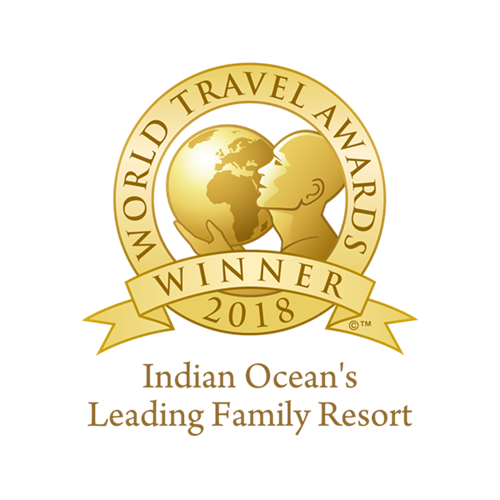 WORLD TRAVEL AWARDS
WINNER
2018
©™
Indian Ocean's
Leading Family Resort